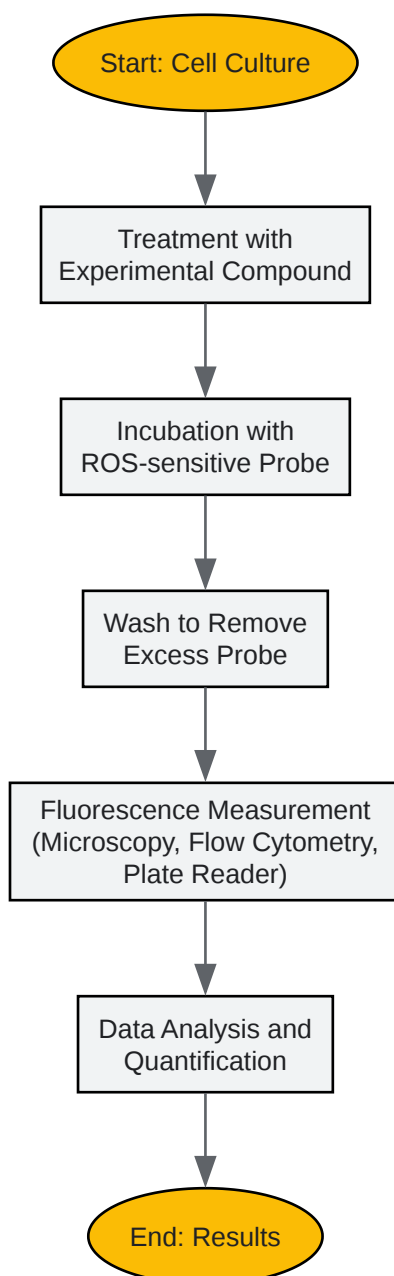 Start: Cell Culture
Treatment with
Experimental Compound
Incubation with
ROS-sensitive Probe
Wash to Remove
Excess Probe
Fluorescence Measurement
(Microscopy, Flow Cytometry,
Plate Reader)
Data Analysis and
Quantification
End: Results